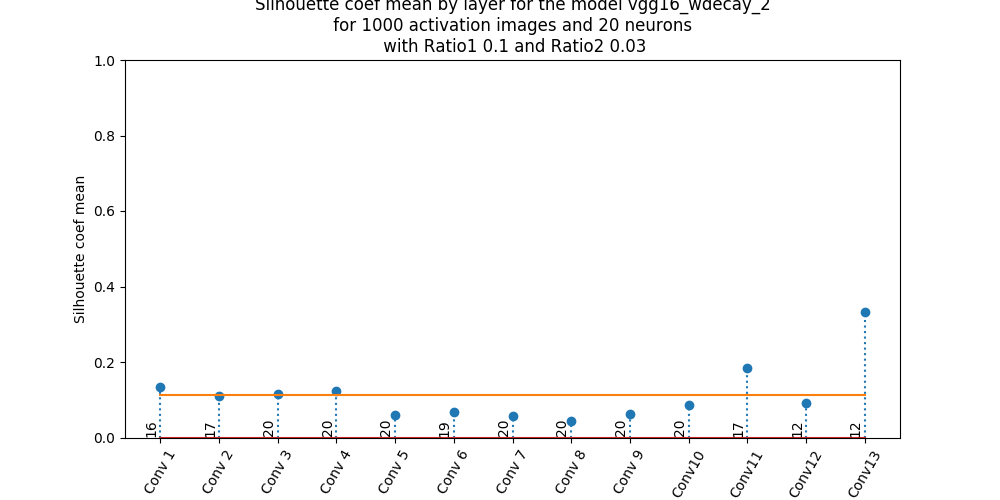 Silhouette coef mean by layer for the model vgg16_wdecay_2
for 1000 activation images and 20 neurons
with Ratio1 0.1 and Ratio2 0.03
1.0
0.8
0.6
0.4
0.2
0.0
Silhouette coef mean
16
17
20
20
20
19
20
20
20
20
17
12
12
Conv 1
Conv 2
Conv 3
Conv 4
Conv 5
Conv 6
Conv 7
Conv 8
Conv 9
Conv10
Conv11
Conv12
Conv13